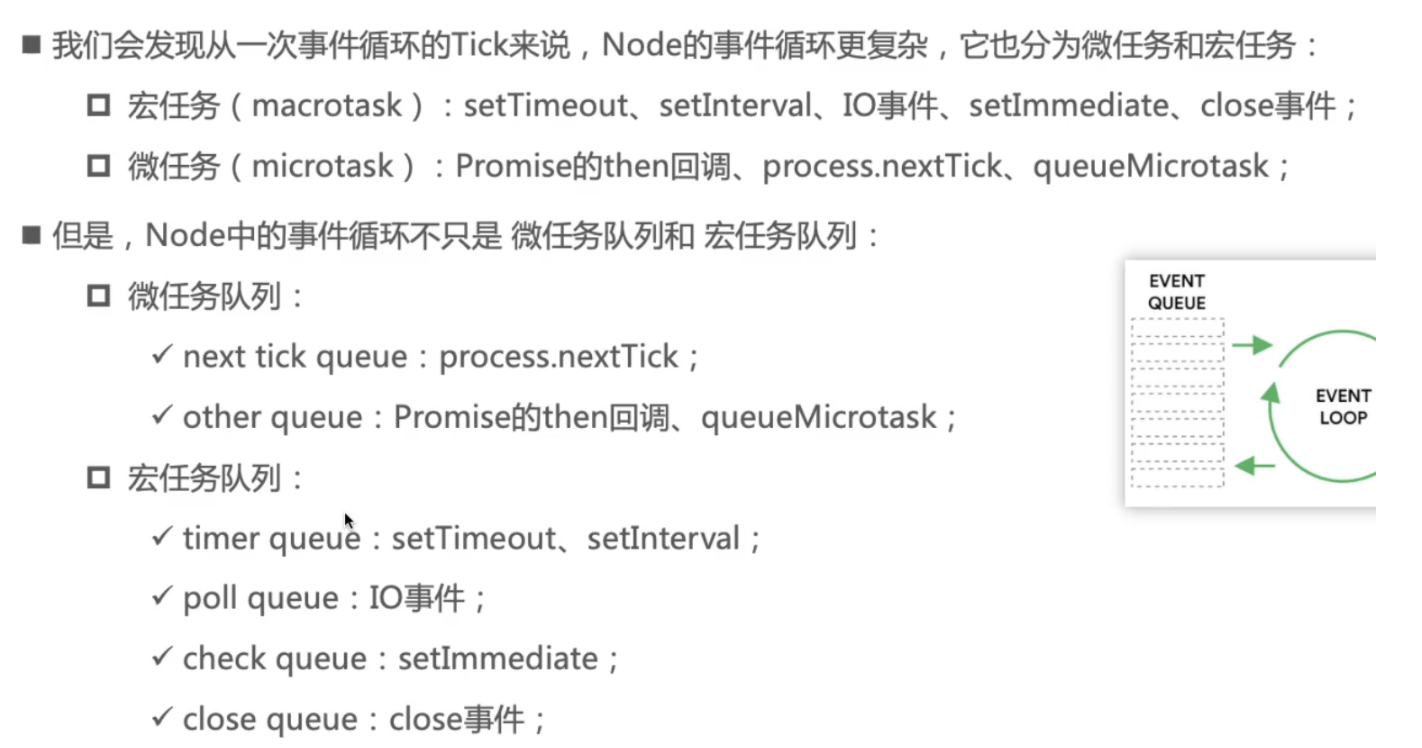 ■ 我们会发现从一次事件循环的Tick来说，Node的事件循环更复杂，它也分为微任务和宏任务：
宏任务（macrotask）：setTimeout、setInterval、IO事件、setImmediate、close事件；
微任务（microtask）：Promise的then回调、process.nextTick、queueMicrotask；
■ 但是，Node中的事件循环不只是 微任务队列和 宏任务队列：
微任务队列：
✓ next tick queue：process.nextTick；
✓ other queue：Promise的then回调、queueMicrotask；
宏任务队列：
✓ timer queue：setTimeout、setInterval；
✓ poll queue：IO事件；
✓ check queue：setImmediate；
✓ close queue：close事件；
EVENT
QUEUE
EVENT
LOOP